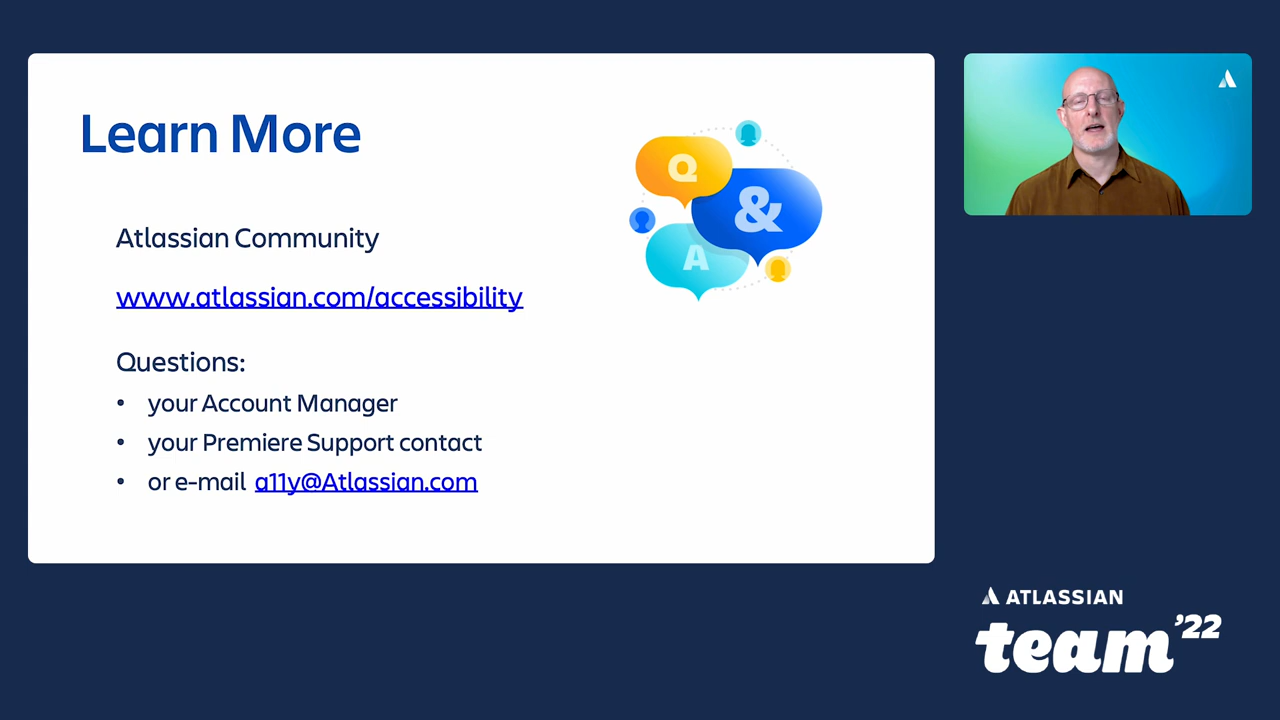 Learn More
Atlassian Community
www.atlassian.com/accessibility
Questions:
• your Account Manager
• your Premiere Support contact
• or e-mail a11y@Atlassian.com
Q
&
A
ATLASSIAN
team '22